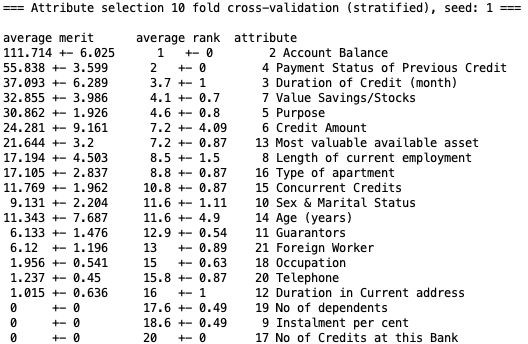 === Attribute selection 10 fold cross-validation (stratified), seed: 1 ===
average merit average rank attribute
111.714 +- 6.025 1 +- 0 2 Account Balance
55.838 +- 3.599 2 +- 0 4 Payment Status of Previous Credit
37.093 +- 6.289 3.7 +- 1 3 Duration of Credit (month)
32.855 +- 3.986 4.1 +- 0.7 7 Value Savings/Stocks
30.862 +- 1.926 4.6 +- 0.8 5 Purpose
24.281 +- 9.161 7.2 +- 4.09 6 Credit Amount
21.644 +- 3.2 7.2 +- 0.87 13 Most valuable available asset
17.194 +- 4.503 8.5 +- 1.5 8 Length of current employment
17.105 +- 2.837 8.8 +- 0.87 16 Type of apartment
11.769 +- 1.962 10.8 +- 0.87 15 Concurrent Credits
9.131 +- 2.204 11.6 +- 1.11 10 Sex & Marital Status
11.343 +- 7.687 11.6 +- 4.9 14 Age (years)
6.133 +- 1.476 12.9 +- 0.54 11 Guarantors
6.12 +- 1.196 13 +- 0.89 21 Foreign Worker
1.956 +- 0.541 15 +- 0.63 18 Occupation
1.237 +- 0.45 15.8 +- 0.87 20 Telephone
1.015 +- 0.636 16 +- 1 12 Duration in Current address
0 +- 0 17.6 +- 0.49 19 No of dependents
0 +- 0 18.6 +- 0.49 9 Instalment per cent
0 +- 0 20 +- 0 17 No of Credits at this Bank